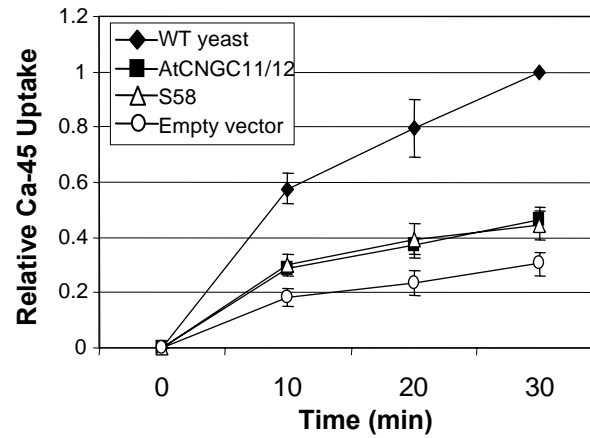 1.2
1
0.8
0.6
0.4
0.2
0
Relative Ca-45 Uptake
WT yeast
AtCNGC11/12
S58
Empty vector
0 10 20 30
Time (min)